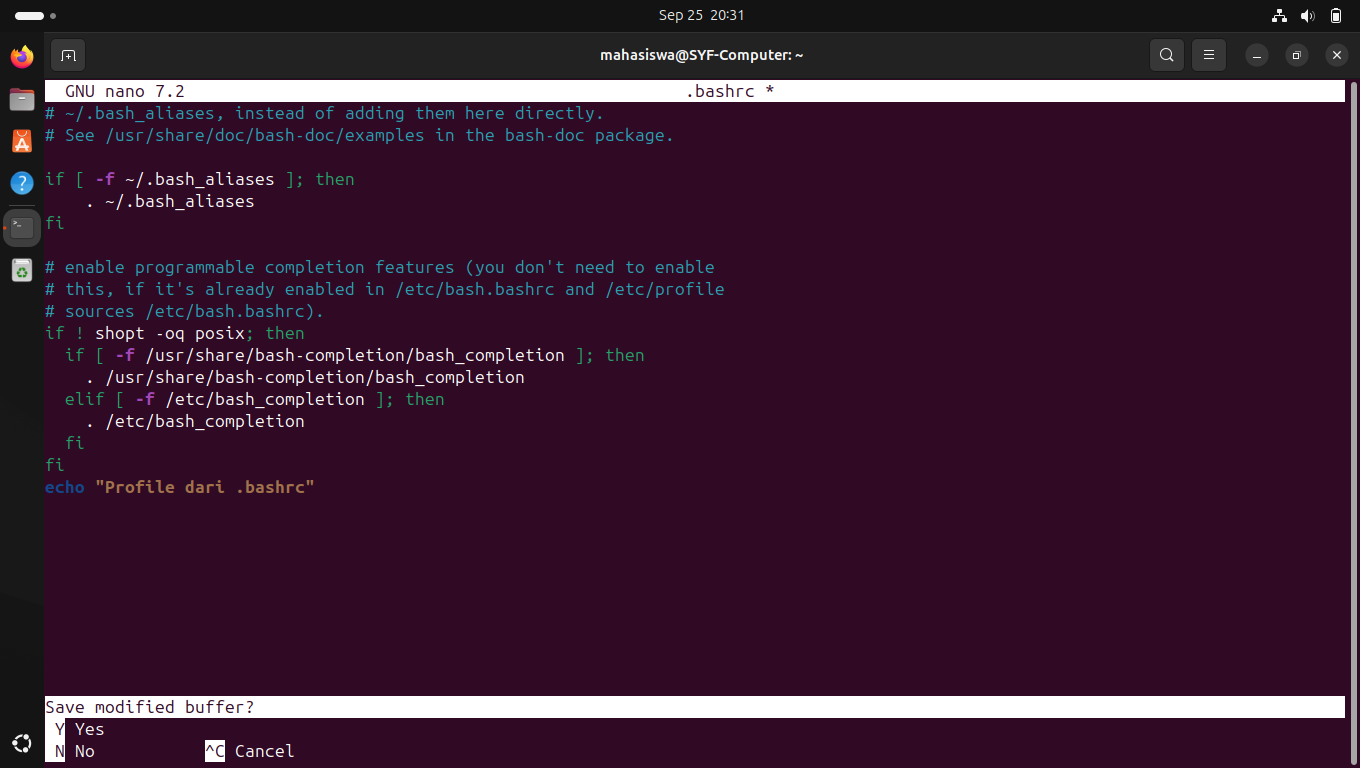 Sep 25 20:31
mahasiswa@SYF-Computer: ~
GNU nano 7.2 .bashrc *
# ~/.bash_aliases, instead of adding them here directly.
# See /usr/share/doc/bash-doc/examples in the bash-doc package.
if [ -f ~/.bash_aliases ]; then
    . ~/.bash_aliases
fi
# enable programmable completion features (you don't need to enable
# this, if it's already enabled in /etc/bash.bashrc and /etc/profile
# sources /etc/bash.bashrc).
if ! shopt -oq posix; then
  if [ -f /usr/share/bash-completion/bash_completion ]; then
    . /usr/share/bash-completion/bash_completion
  elif [ -f /etc/bash_completion ]; then
    . /etc/bash_completion
  fi
fi
echo "Profile dari .bashrc"
Save modified buffer?
Y Yes
N No ^C Cancel